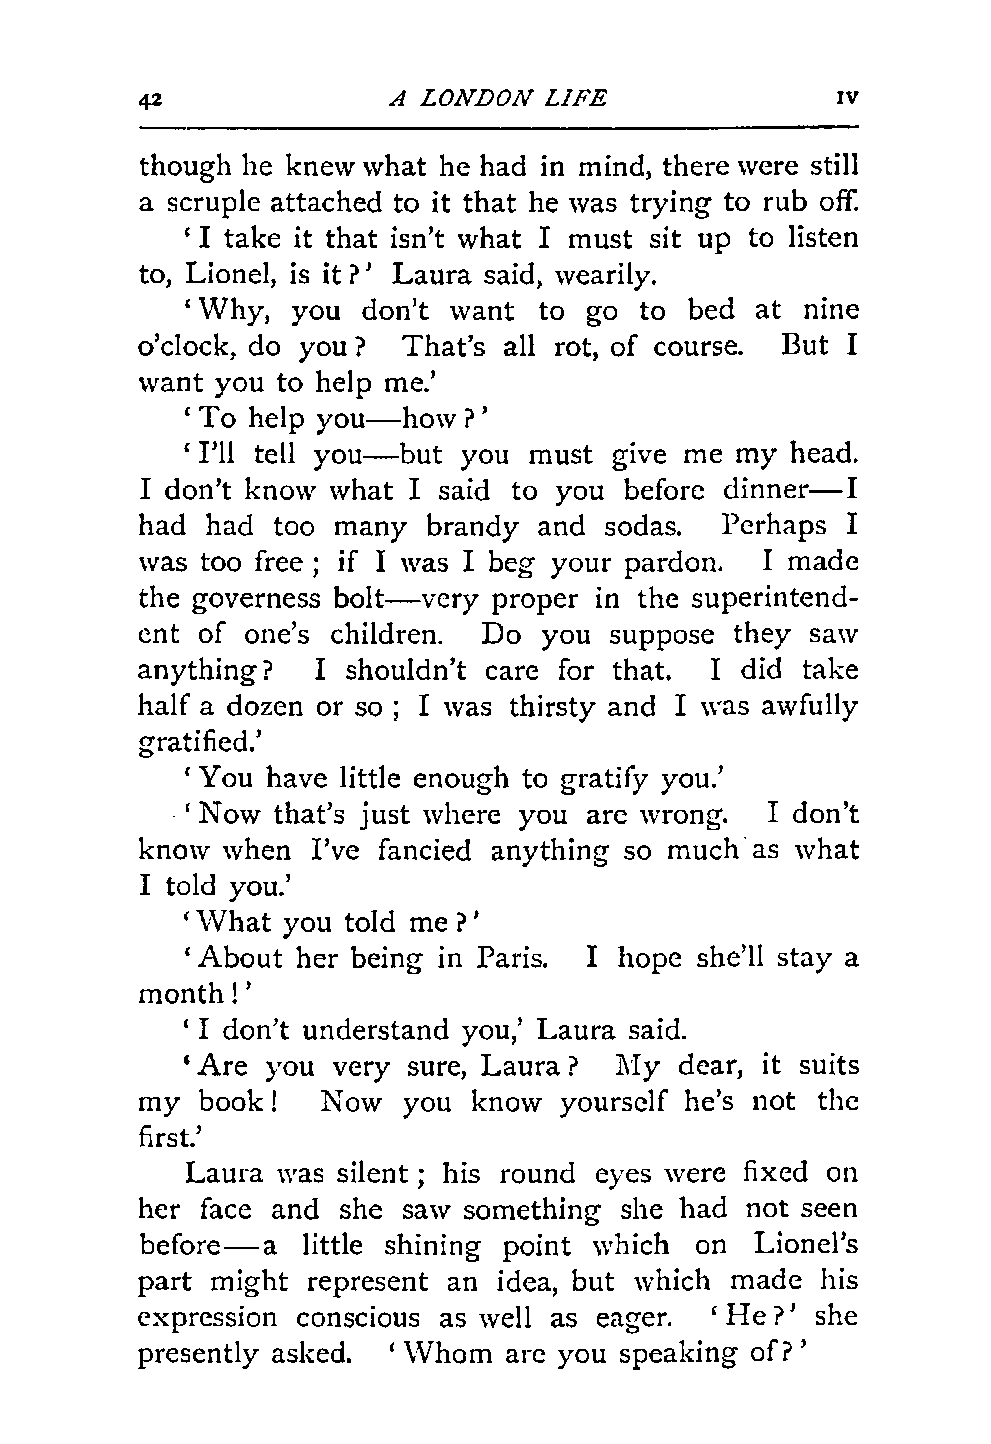 42 A LONDON LIFE IV
though he knew what he had in mind, there were still
a scruple attached to it that he was trying to rub off.
‘I take it that isn’t what I must sit up to listen
to, Lionel, is it?’ Laura said, wearily.
‘Why, you don’t want to go to bed at nine
o’clock, do you? That’s all rot, of course. But I
want you to help me.’
‘To help you—how?’
‘I’ll tell you—but you must give me my head.
I don’t know what I said to you before dinner—I
had had too many brandy and sodas. Perhaps I
was too free; if I was I beg your pardon. I made
the governess bolt—very proper in the superintend-
ent of one’s children. Do you suppose they saw
anything? I shouldn’t care for that. I did take
half a dozen or so; I was thirsty and I was awfully
gratified.’
‘You have little enough to gratify you.’
‘Now that’s just where you are wrong. I don’t
know when I’ve fancied anything so much as what
I told you.’
‘What you told me?’
‘About her being in Paris. I hope she’ll stay a
month!’
‘I don’t understand you,’ Laura said.
‘Are you very sure, Laura? My dear, it suits
my book! Now you know yourself he’s not the
first.’
Laura was silent; his round eyes were fixed on
her face and she saw something she had not seen
before—a little shining point which on Lionel’s
part might represent an idea, but which made his
expression conscious as well as eager. ‘He?’ she
presently asked. ‘Whom are you speaking of?’